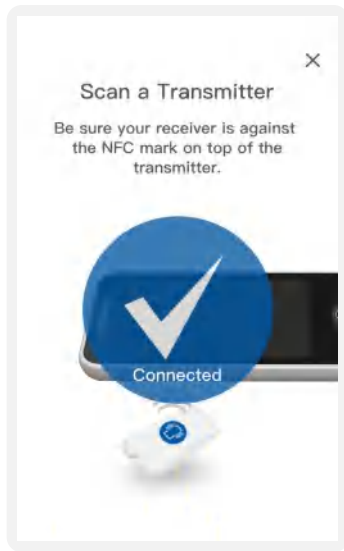 Scan a Transmitter
Be sure your receiver is against
the NFC mark on top of the
transmitter.
Connected